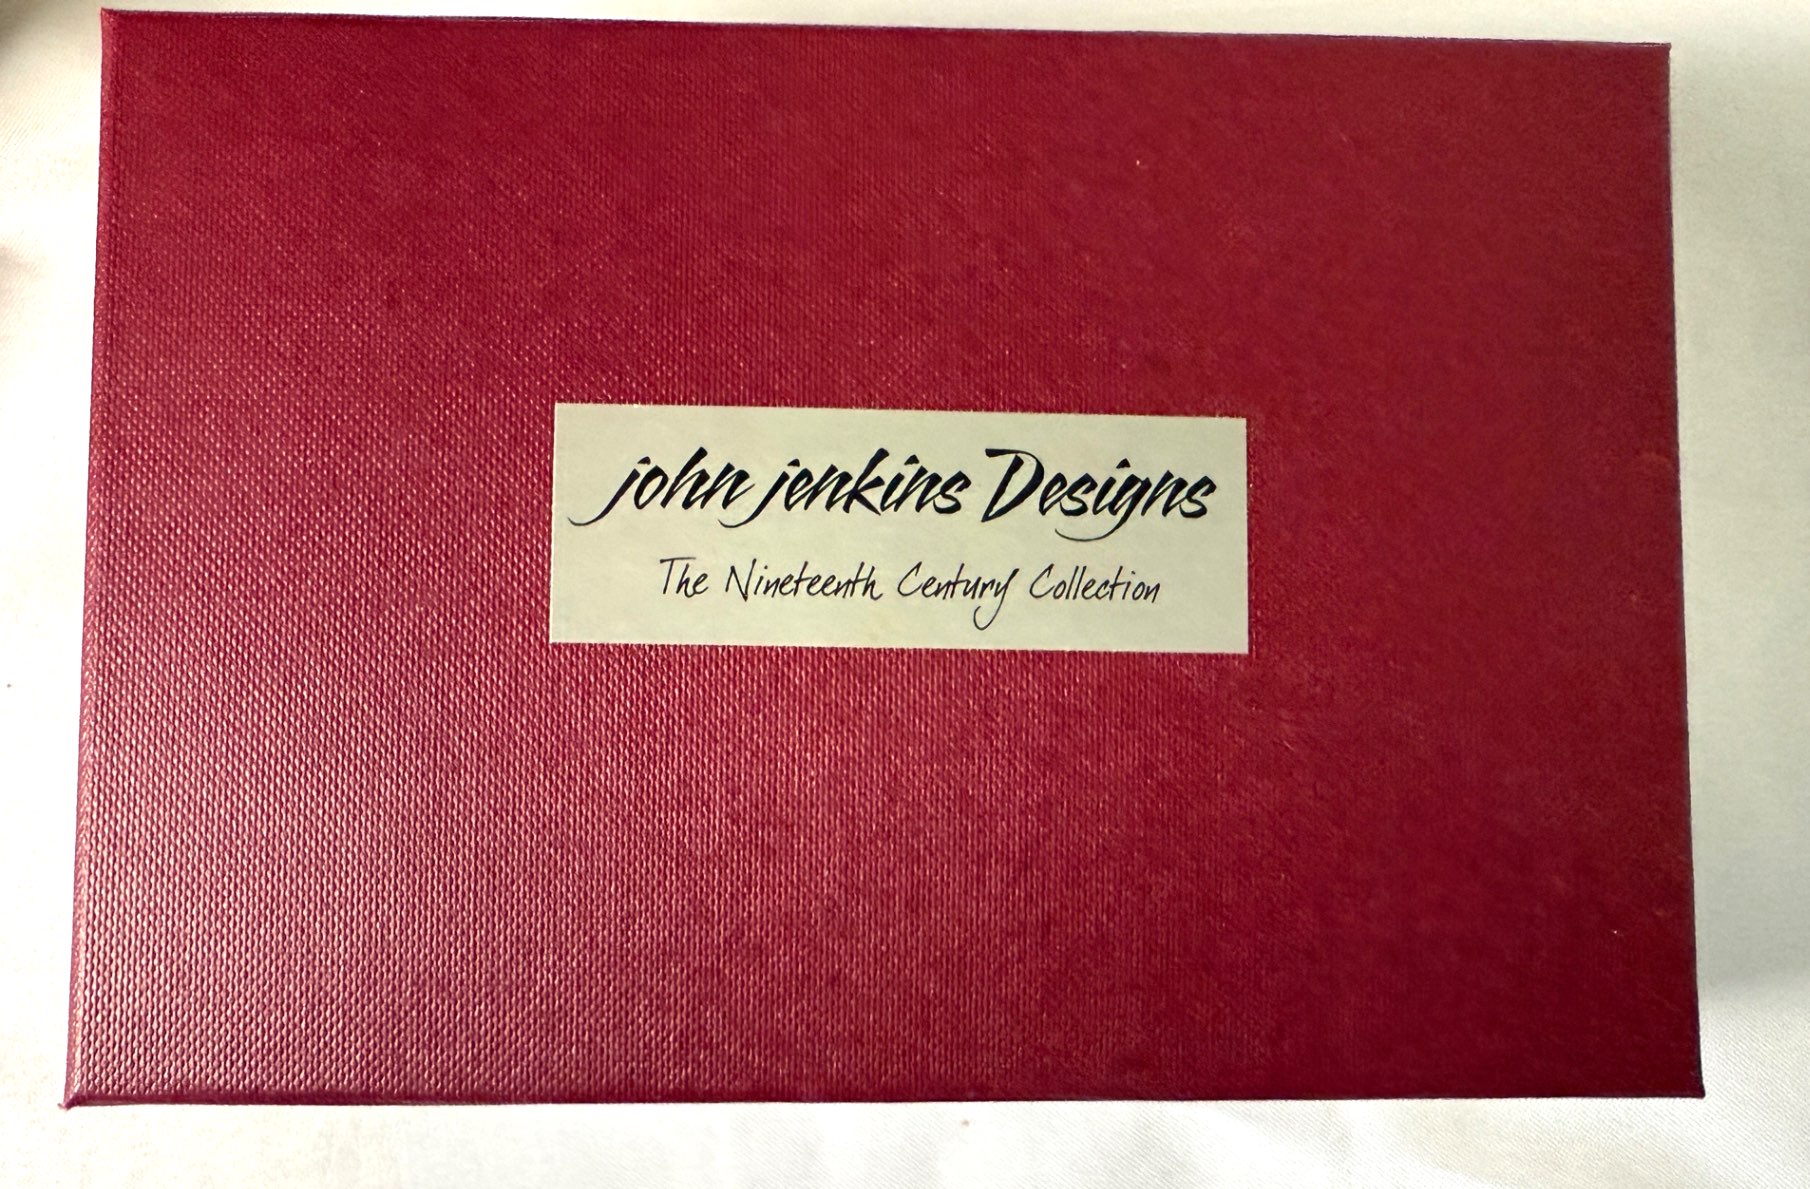 john jenkins Designs
The Nineteenth Century Collection